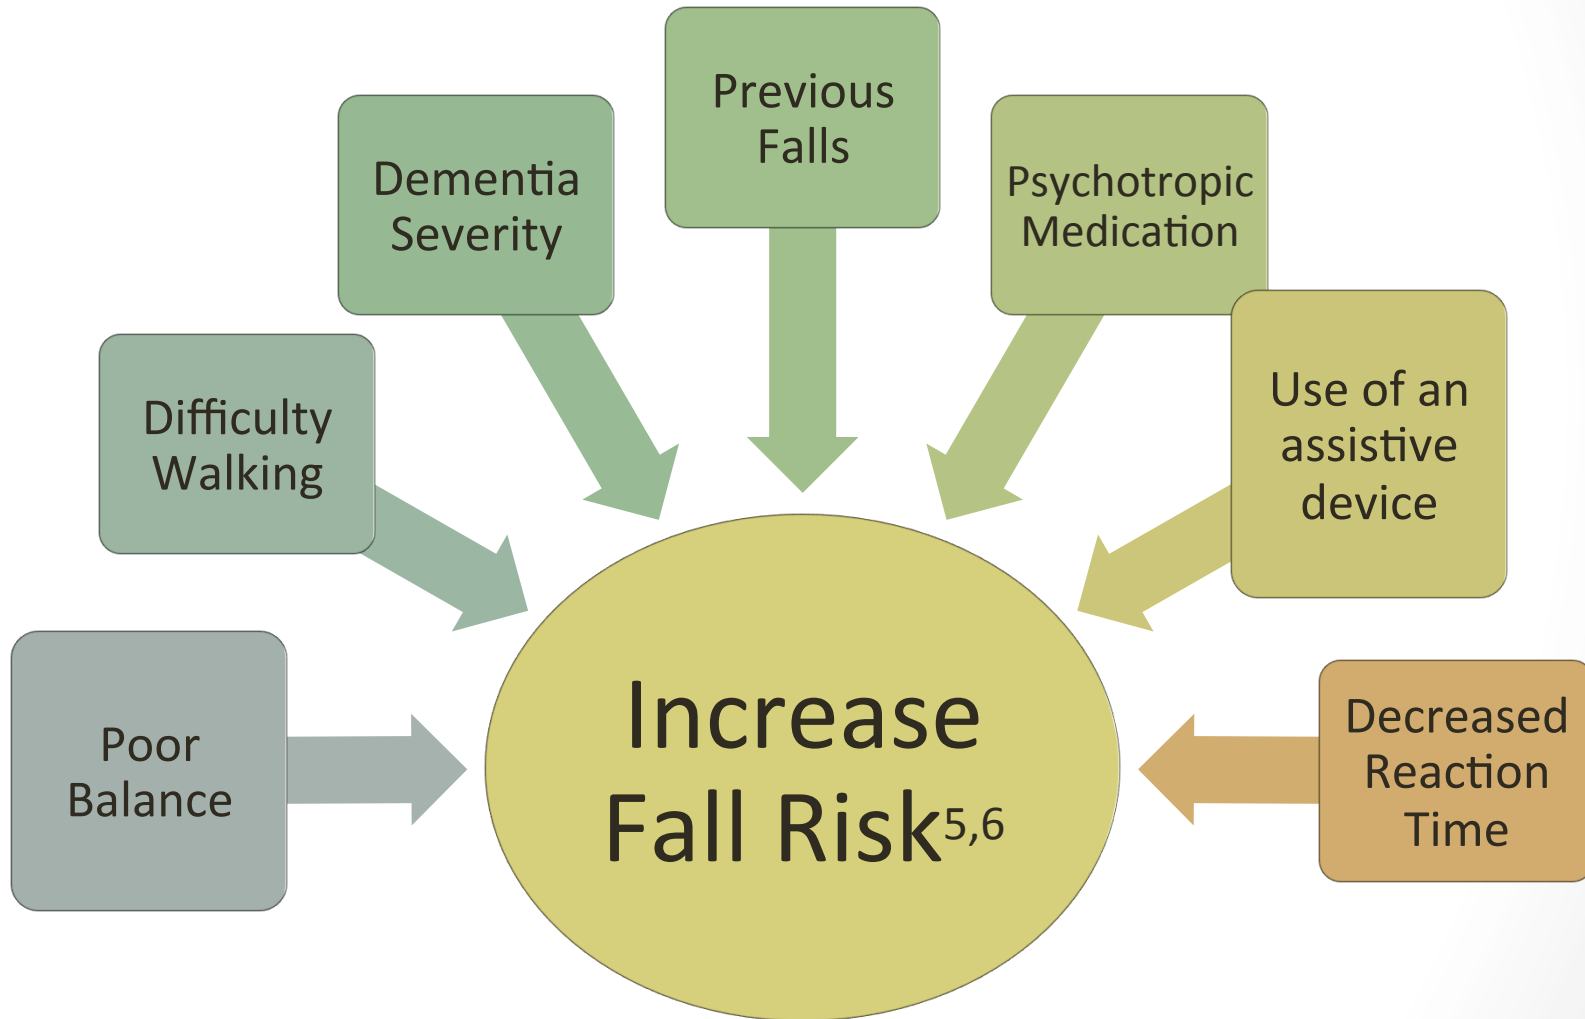 Previous
Falls
Dementia
Severity
Psychotropic
Medication
Difficulty
Walking
Use of an
assistive
device
Poor
Balance
Increase
Fall Risk5,6
Decreased
Reaction
Time